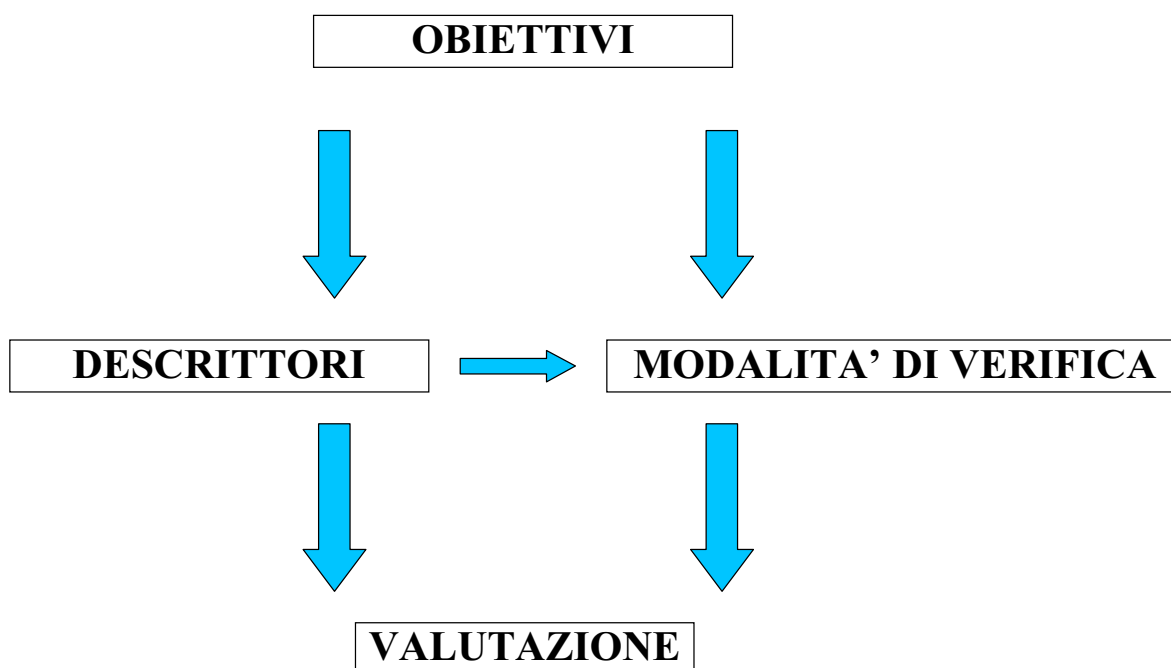 OBIETTIVI
DESCRITTORI
MODALITA’ DI VERIFICA
VALUTAZIONE